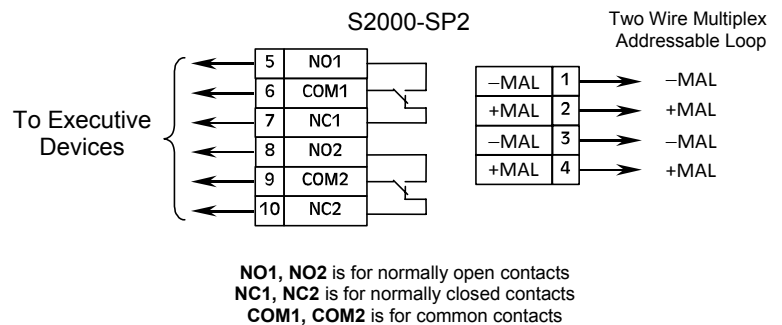 S2000-SP2
Two Wire Multiplex
Addressable Loop
To Executive
Devices
5 NO1
6 COM1
7 NC1
8 NO2
9 COM2
10 NC2
–MAL 1 –MAL
+MAL 2 +MAL
–MAL 3 –MAL
+MAL 4 +MAL
NO1, NO2 is for normally open contacts
NC1, NC2 is for normally closed contacts
COM1, COM2 is for common contacts